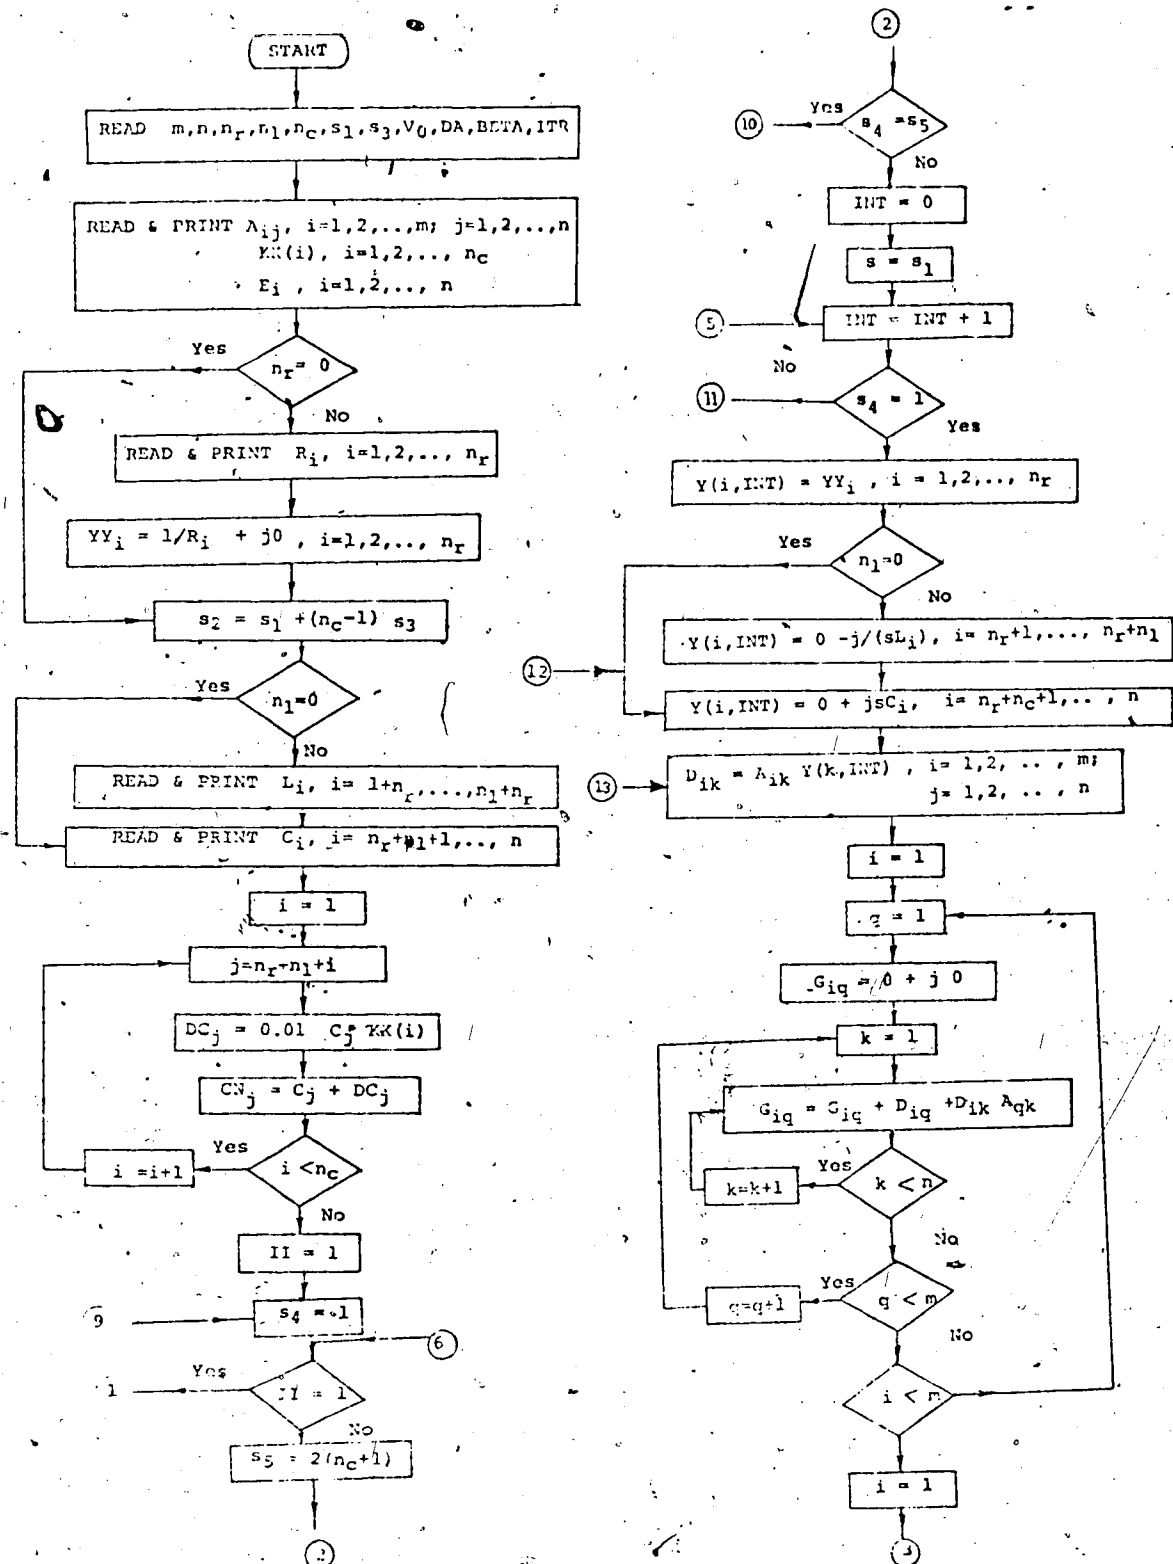 START
READ m,n,n_r,n_l,n_c,s_1,s_3,V_0,DA,BETA,ITR
READ & PRINT A_ij, i=1,2,..,m; j=1,2,..,n
KK(i), i=1,2,.., n_c
E_i , i=1,2,.., n
Yes
n_r = 0
No
READ & PRINT R_i, i=1,2,.., n_r
YY_i = 1/R_i + j0 , i=1,2,.., n_r
s_2 = s_1 +(n_c-1) s_3
Yes
n_l=0
No
READ & PRINT L_i, i= 1+n_r,...,n_l+n_r
READ & PRINT C_i, i= n_r+n_l+1,.., n
i = 1
j=n_r+n_l+i
DC_j = 0.01 C_j KK(i)
CN_j = C_j + DC_j
Yes
i <n_c
i =i+1
No
II = 1
9
s_4 = 1
6
Yes
1
II = 1
No
s_5 = 2(n_c+1)
2
2
Yes
10
s_4 =s_5
No
INT = 0
s = s_1
5
INT = INT + 1
No
11
s_4 = 1
Yes
Y(i,INT) = YY_i , i = 1,2,.., n_r
Yes
n_l=0
No
Y(i,INT) = 0 -j/(sL_i), i= n_r+1,..., n_r+n_l
12
Y(i,INT) = 0 + jsC_i, i= n_r+n_c+1,.. , n
13
D_ik = A_ik Y(k,INT) , i= 1,2, .. , m;
j= 1,2, .. , n
i = 1
q = 1
G_iq = 0 + j 0
k = 1
G_iq = G_iq + D_iq +D_ik A_qk
Yes
k < n
k=k+1
No
Yes
q < m
q=q+1
No
i < m
i = 1
3